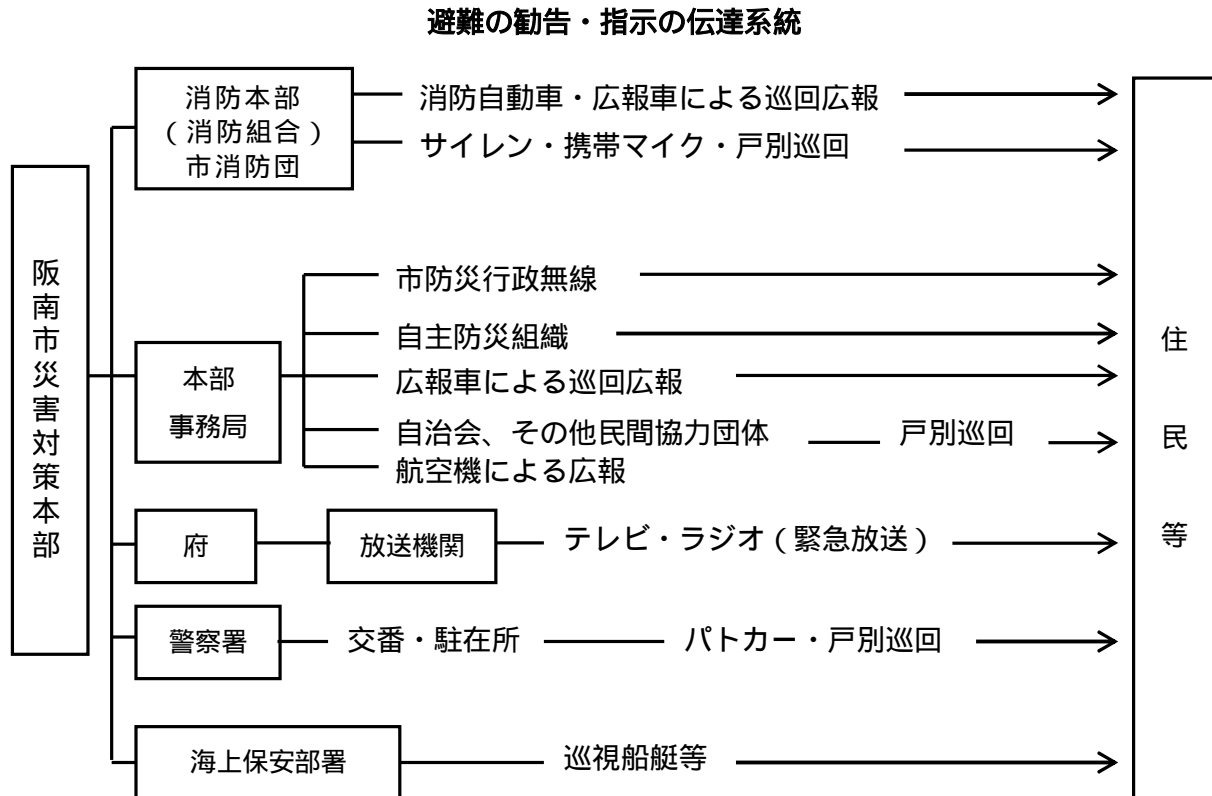 避難の勧告・指示の伝達系統
阪南市災害対策本部
消防本部
（消防組合）
市消防団
消防自動車・広報車による巡回広報
サイレン・携帯マイク・戸別巡回
本部
事務局
市防災行政無線
自主防災組織
広報車による巡回広報
自治会、その他民間協力団体 戸別巡回
航空機による広報
府 放送機関 テレビ・ラジオ（緊急放送）
警察署 交番・駐在所 パトカー・戸別巡回
海上保安部署 巡視船艇等
住民等